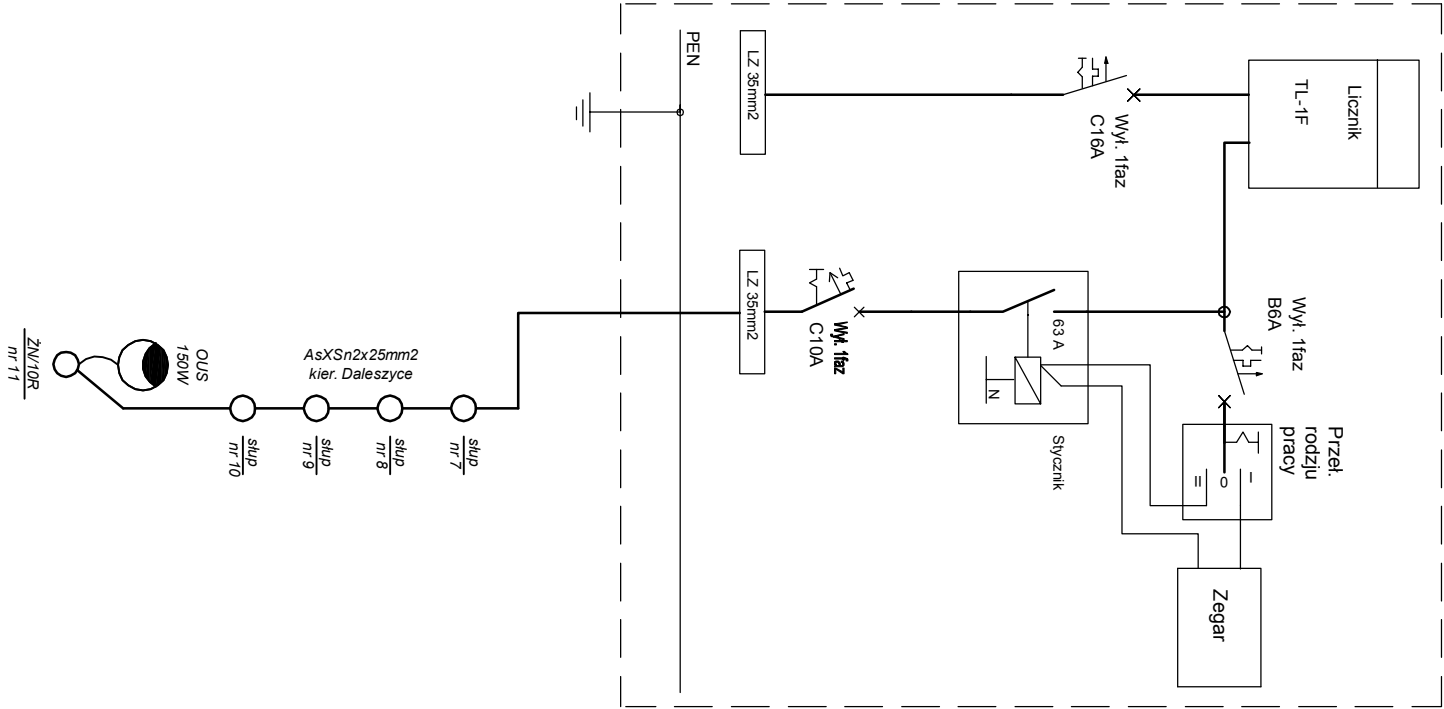 PEN
LZ 35mm2
Wył. 1faz
C16A
Licznik
TL-1F
LZ 35mm2
Wył. 1faz
C10A
63 A
N
Stycznik
Wył. 1faz
B6A
Przeł.
rodzju
pracy
I
0
II
Zegar
AsXSn2x25mm2
kier. Daleszyce
OUS
150W
ŻN/10R
nr 11
słup
nr 10
słup
nr 9
słup
nr 8
słup
nr 7